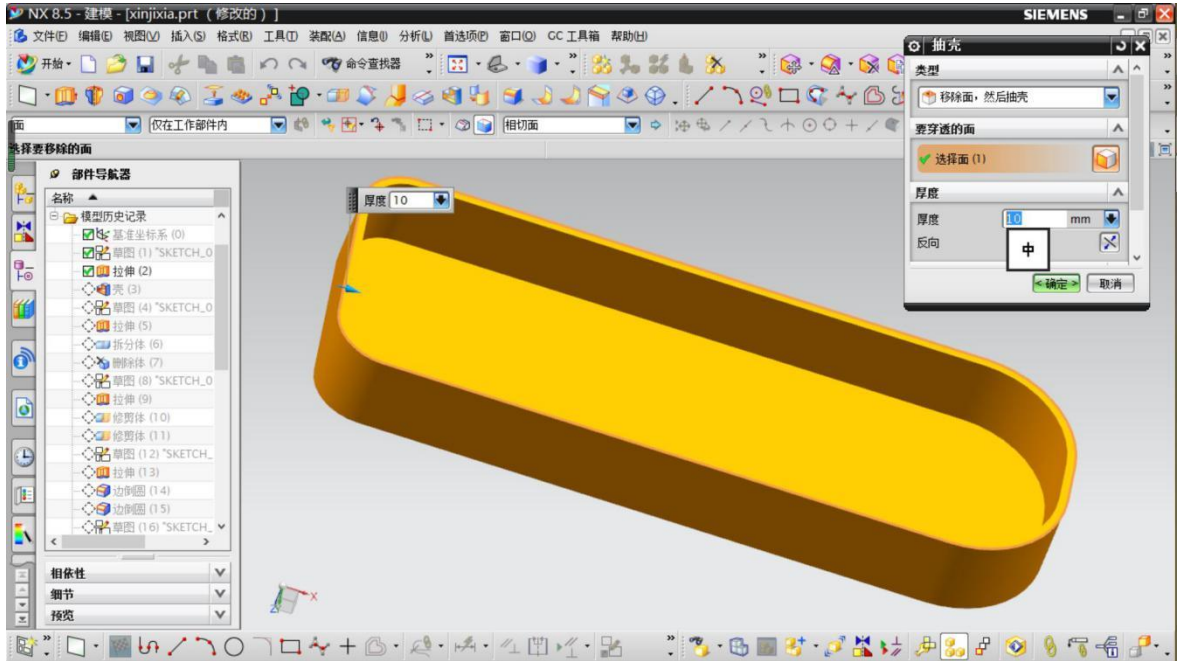 NX 8.5 - 建模 - [xinjixia.prt （修改的）]
SIEMENS
文件(F) 编辑(E) 视图(V) 插入(S) 格式(R) 工具(T) 装配(A) 信息(I) 分析(L) 首选项(P) 窗口(O) GC 工具箱 帮助(H)
开始
命令查找器
面
仅在工作部件内
相切面
选择要移除的面
部件导航器
名称
模型历史记录
基准坐标系 (0)
草图 (1) "SKETCH_0
拉伸 (2)
壳 (3)
草图 (4) "SKETCH_0
拉伸 (5)
拆分体 (6)
删除体 (7)
草图 (8) "SKETCH_0
拉伸 (9)
修剪体 (10)
修剪体 (11)
草图 (12) "SKETCH_
拉伸 (13)
边倒圆 (14)
边倒圆 (15)
草图 (16) "SKETCH_
相依性
细节
预览
厚度 10
X
Z
抽壳
类型
移除面，然后抽壳
要穿透的面
选择面 (1)
厚度
厚度 10 mm
反向
中
<确定>
取消